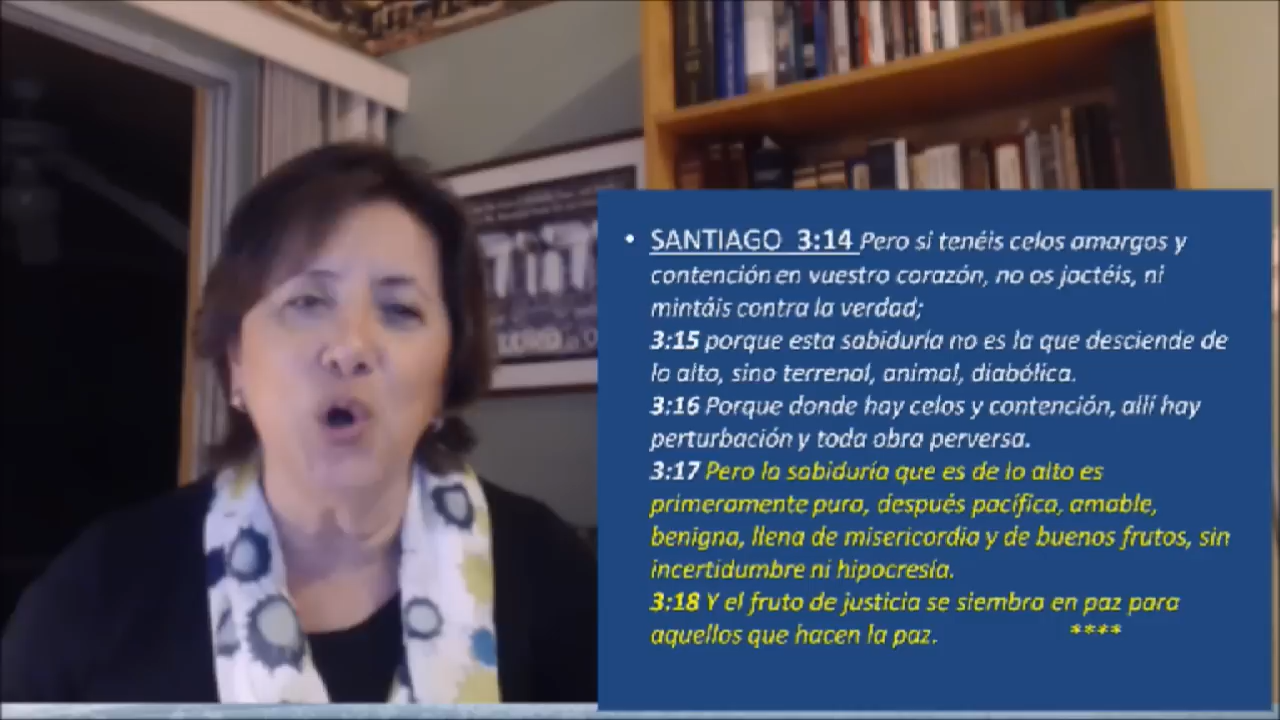 • SANTIAGO 3:14 Pero si tenéis celos amargos y
contención en vuestro corazón, no os jactéis, ni
mintáis contra la verdad;
3:15 porque esta sabiduría no es la que desciende de
lo alto, sino terrenal, animal, diabólica.
3:16 Porque donde hay celos y contención, allí hay
perturbación y toda obra perversa.
3:17 Pero la sabiduría que es de lo alto es
primeramente pura, después pacífica, amable,
benigna, llena de misericordia y de buenos frutos, sin
incertidumbre ni hipocresía.
3:18 Y el fruto de justicia se siembra en paz para
aquellos que hacen la paz. ****